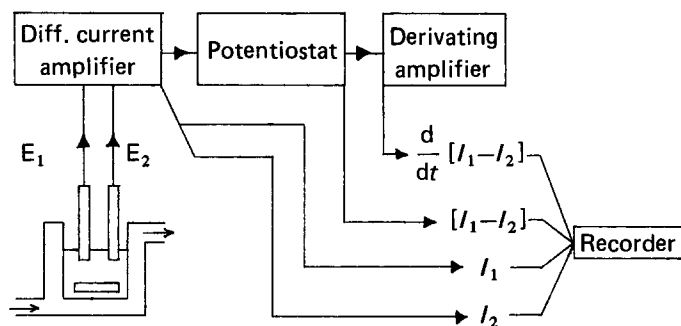 Diff. current
amplifier
Potentiostat
Derivating
amplifier
E₁
E₂
d
dt
[I₁–I₂]
[I₁–I₂]
I₁
I₂
Recorder